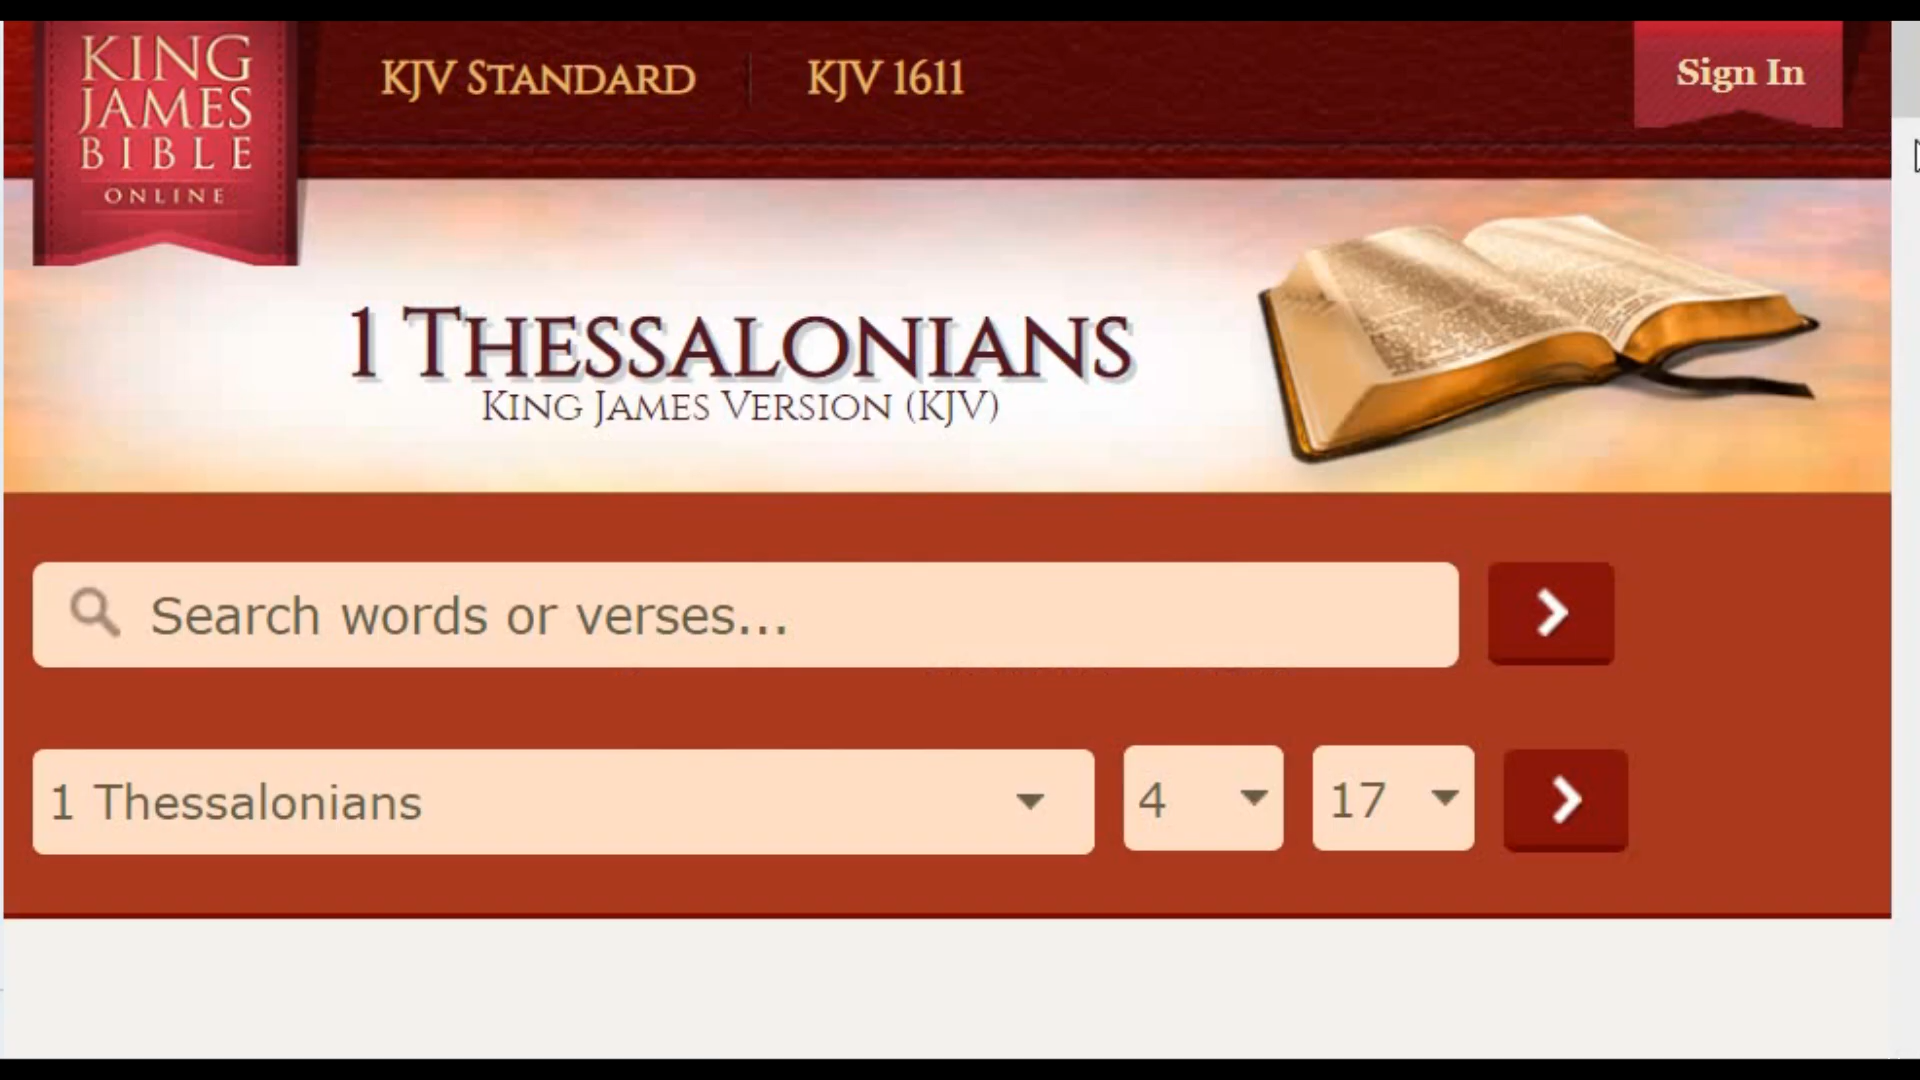 KING
JAMES
BIBLE
ONLINE
KJV STANDARD
KJV 1611
Sign In
1 THESSALONIANS
KING JAMES VERSION (KJV)
Search words or verses...
1 Thessalonians
4
17